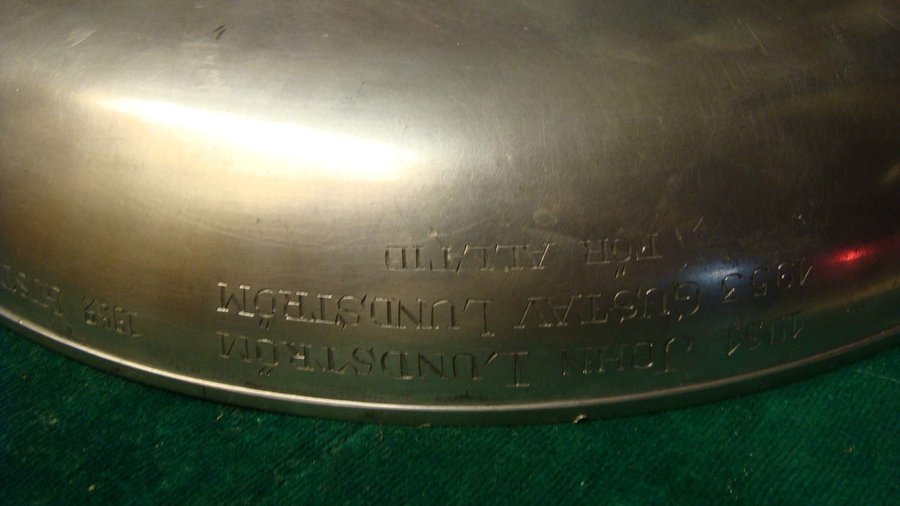 1951 JOHN LUNDSTRÖM
1953 GUSTAV LUNDSTRÖM
FÖR ALLTID